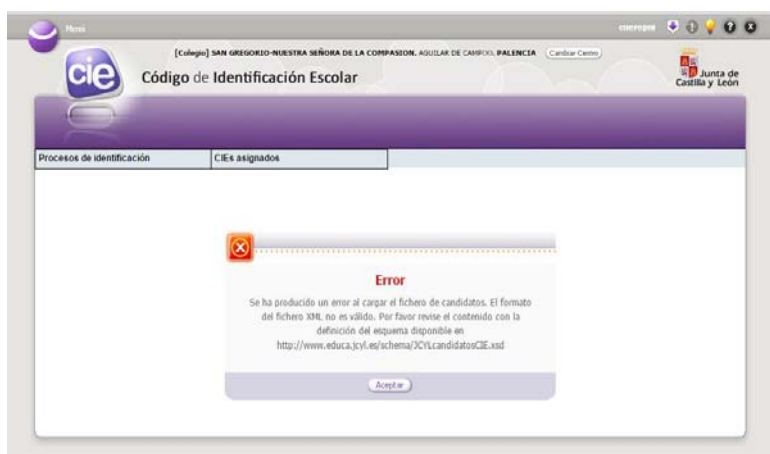 Menú
[Colegio] SAN GREGORIO-NUESTRA SEÑORA DE LA COMPASION. AGUILAR DE CAMPOO. PALENCIA Cambiar Centro
cie
Código de Identificación Escolar
Junta de
Castilla y León
Procesos de identificación CIEs asignados
Error
Se ha producido un error al cargar el fichero de candidatos. El formato
del fichero XML no es válido. Por favor revise el contenido con la
definición del esquema disponible en
http://www.educa.jcyl.es/schema/JCYLcandidatosCIE.xsd
Aceptar